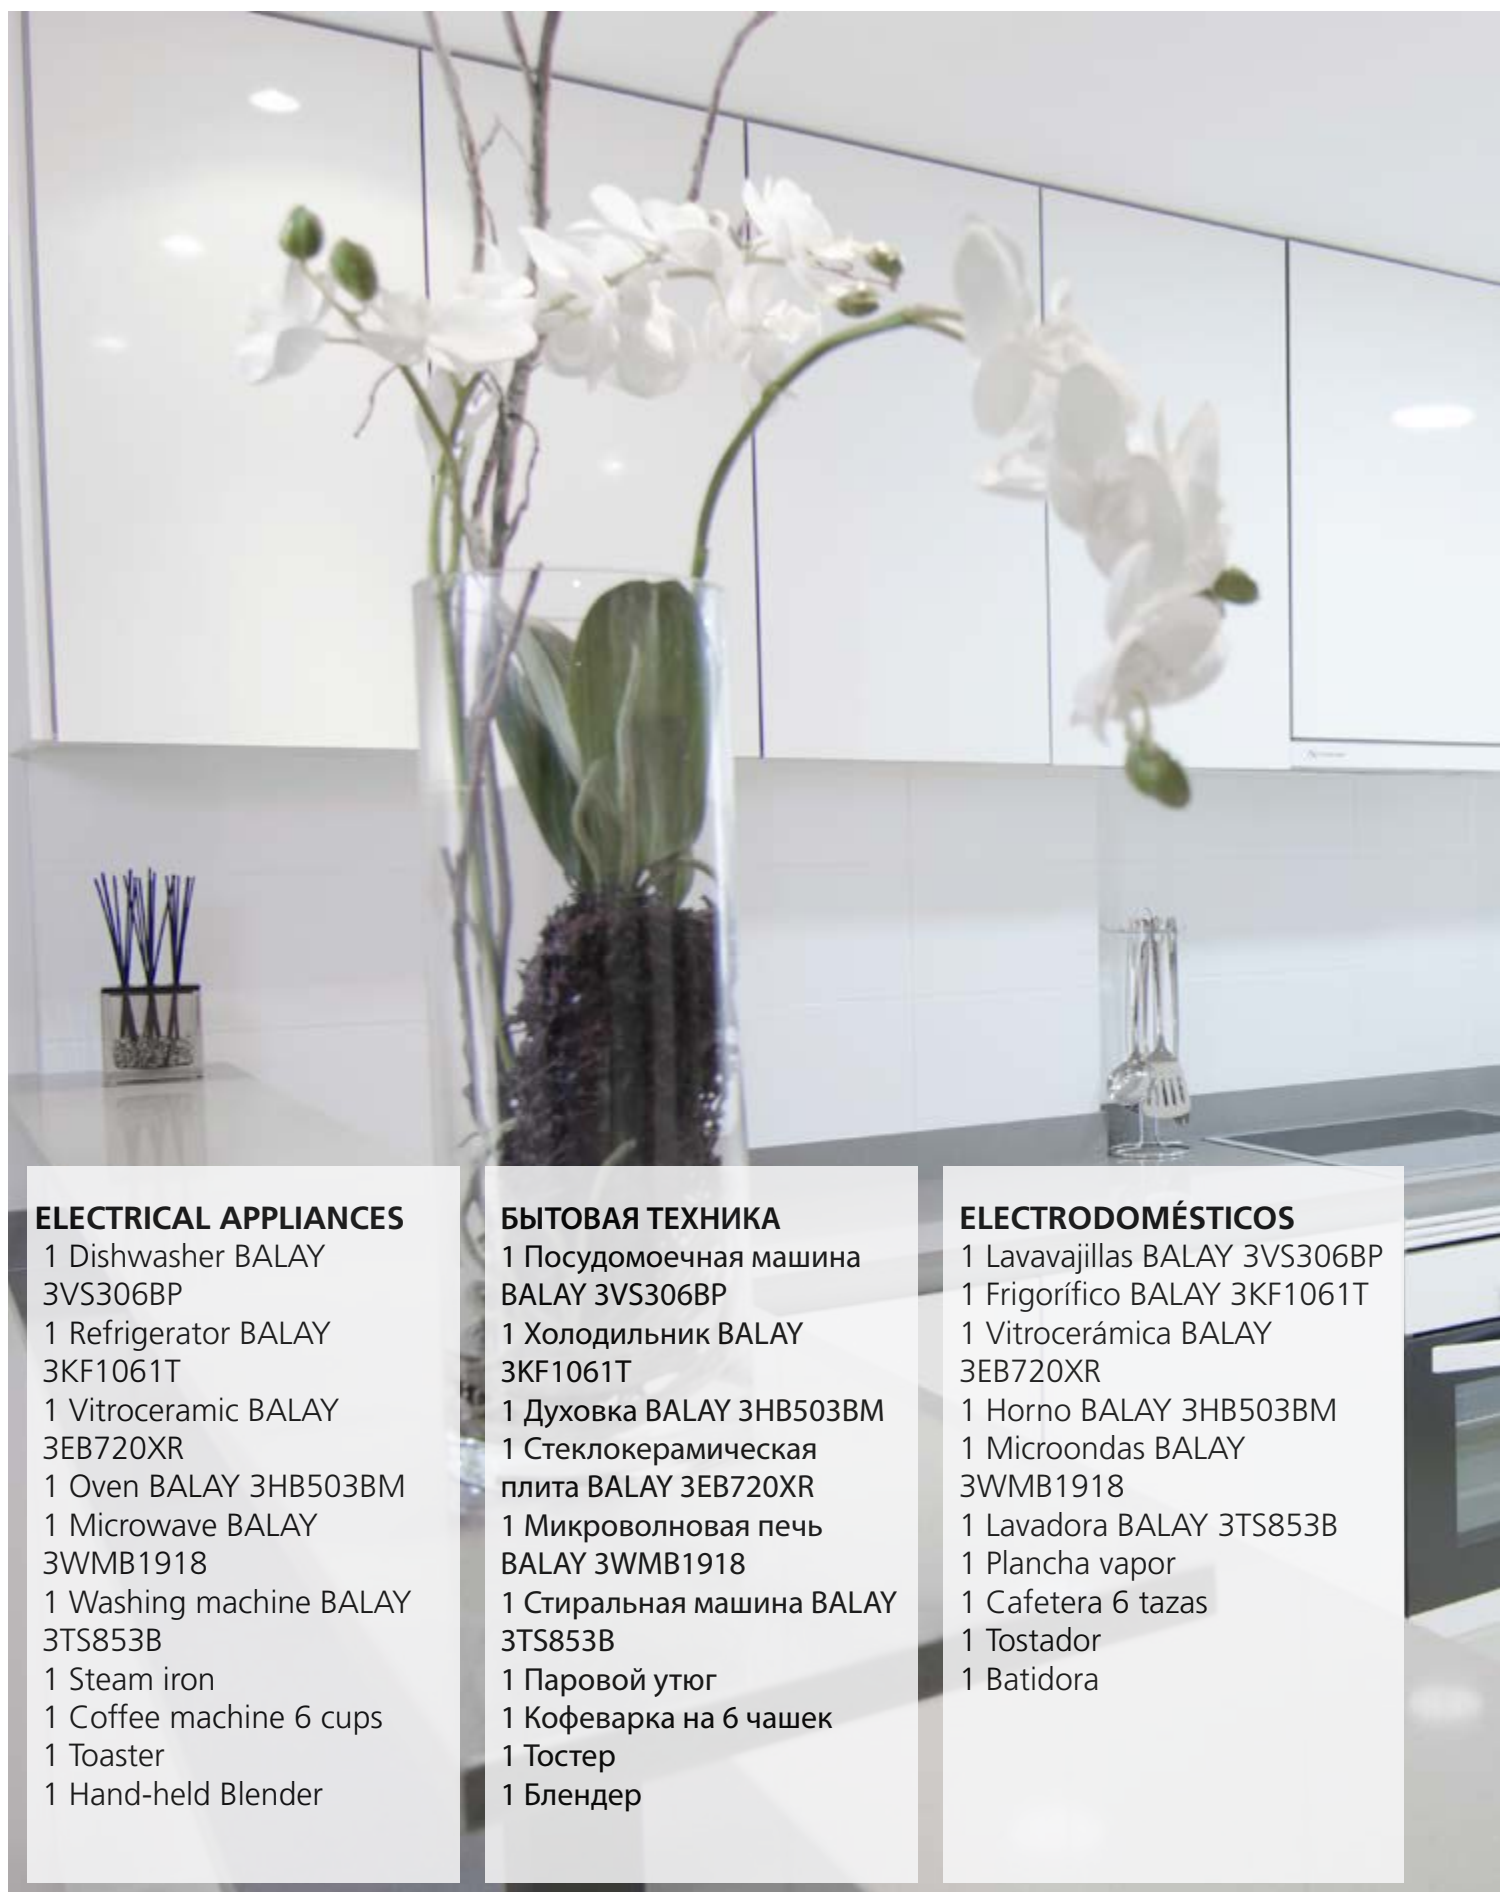 ELECTRICAL APPLIANCES
1 Dishwasher BALAY
3VS306BP
1 Refrigerator BALAY
3KF1061T
1 Vitroceramic BALAY
3EB720XR
1 Oven BALAY 3HB503BM
1 Microwave BALAY
3WMB1918
1 Washing machine BALAY
3TS853B
1 Steam iron
1 Coffee machine 6 cups
1 Toaster
1 Hand-held Blender
БЫТОВАЯ ТЕХНИКА
1 Посудомоечная машина
BALAY 3VS306BP
1 Холодильник BALAY
3KF1061T
1 Духовка BALAY 3HB503BM
1 Стеклокерамическая
плита BALAY 3EB720XR
1 Микроволновая печь
BALAY 3WMB1918
1 Стиральная машина BALAY
3TS853B
1 Паровой утюг
1 Кофеварка на 6 чашек
1 Тостер
1 Блендер
ELECTRODOMÉSTICOS
1 Lavavajillas BALAY 3VS306BP
1 Frigorífico BALAY 3KF1061T
1 Vitrocerámica BALAY
3EB720XR
1 Horno BALAY 3HB503BM
1 Microondas BALAY
3WMB1918
1 Lavadora BALAY 3TS853B
1 Plancha vapor
1 Cafetera 6 tazas
1 Tostador
1 Batidora